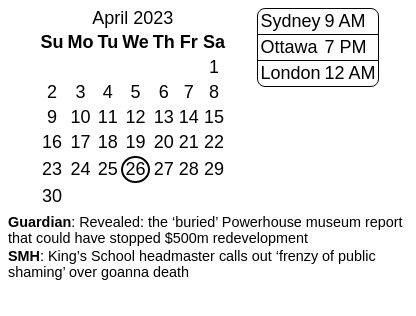 April 2023
Su Mo Tu We Th Fr Sa
1
2 3 4 5 6 7 8
9 10 11 12 13 14 15
16 17 18 19 20 21 22
23 24 25 26 27 28 29
30
Sydney 9 AM
Ottawa 7 PM
London 12 AM
Guardian: Revealed: the ‘buried’ Powerhouse museum report
that could have stopped $500m redevelopment
SMH: King’s School headmaster calls out ‘frenzy of public
shaming’ over goanna death